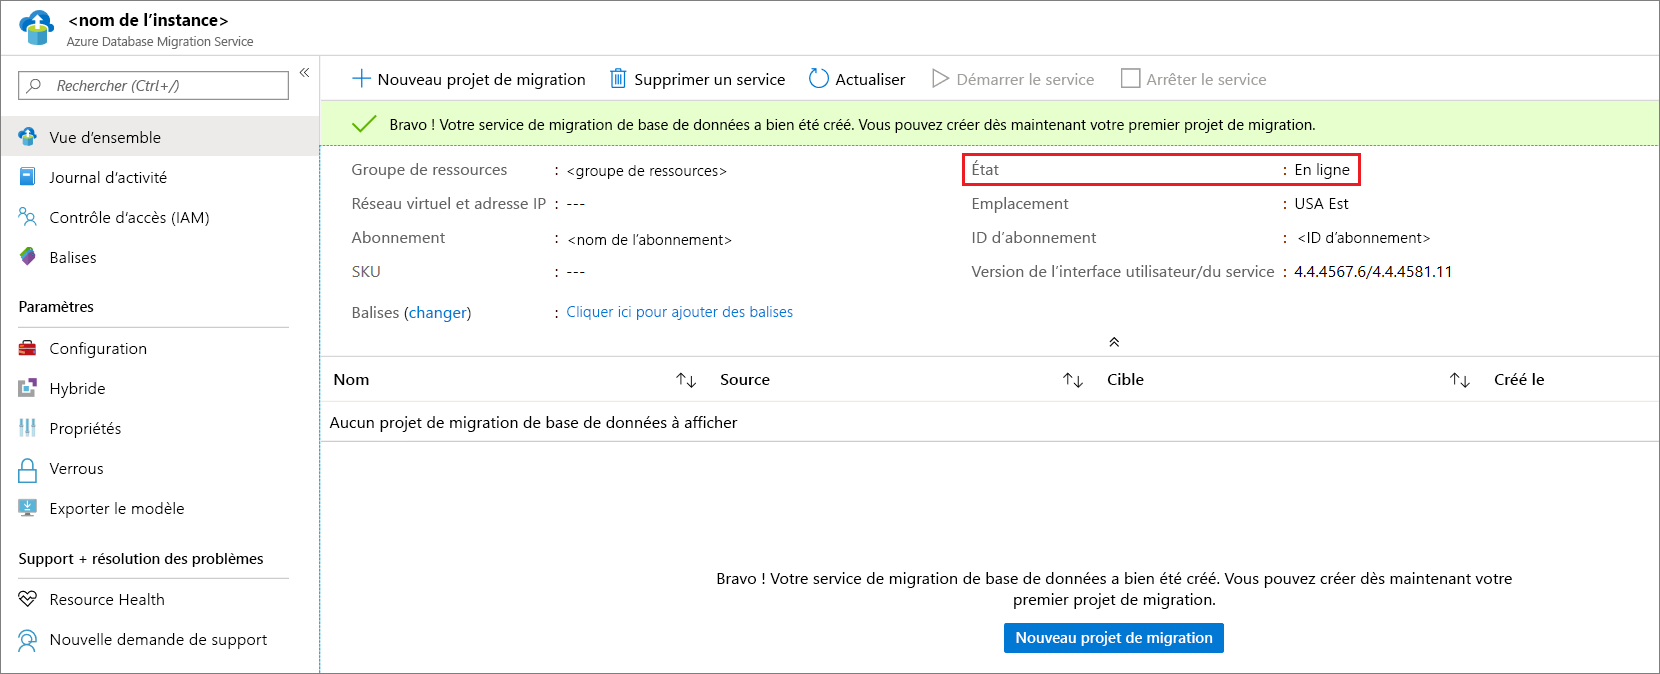 <nom de l’instance>
Azure Database Migration Service
Rechercher (Ctrl+/)
«
Vue d’ensemble
Journal d’activité
Contrôle d’accès (IAM)
Balises
Paramètres
Configuration
Hybride
Propriétés
Verrous
Exporter le modèle
Support + résolution des problèmes
Resource Health
Nouvelle demande de support
Nouveau projet de migration Supprimer un service Actualiser Démarrer le service Arrêter le service
Bravo ! Votre service de migration de base de données a bien été créé. Vous pouvez créer dès maintenant votre premier projet de migration.
Groupe de ressources : <groupe de ressources>
Réseau virtuel et adresse IP : ---
Abonnement : <nom de l’abonnement>
SKU : ---
Balises (changer) : Cliquer ici pour ajouter des balises
État : En ligne
Emplacement : USA Est
ID d’abonnement : <ID d’abonnement>
Version de l’interface utilisateur/du service : 4.4.4567.6/4.4.4581.11
Nom Source Cible Créé le
Aucun projet de migration de base de données à afficher
Bravo ! Votre service de migration de base de données a bien été créé. Vous pouvez créer dès maintenant votre
premier projet de migration.
Nouveau projet de migration